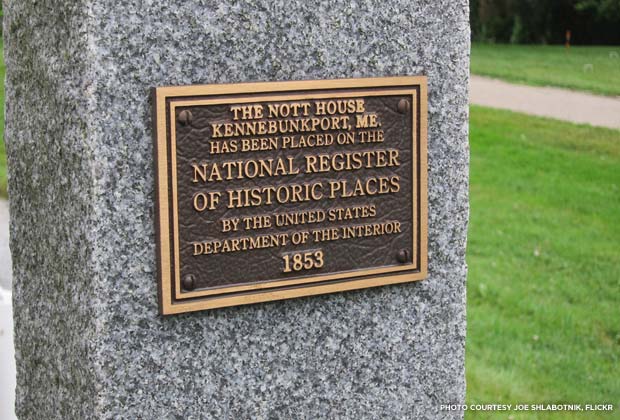 THE NOTT HOUSE
KENNEBUNKPORT, ME.
HAS BEEN PLACED ON THE
NATIONAL REGISTER
OF HISTORIC PLACES
BY THE UNITED STATES
DEPARTMENT OF THE INTERIOR
1853
PHOTO COURTESY JOE SHLABOTNIK, FLICKR